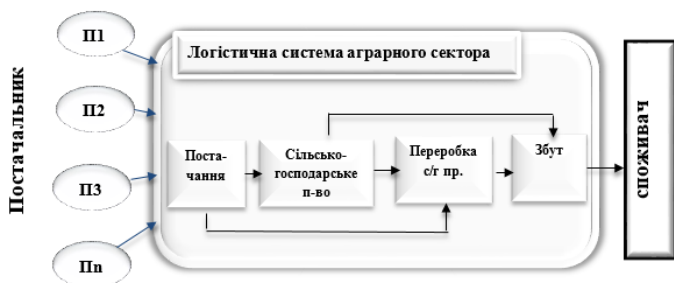 Постачальник
П1
П2
П3
Пn
Логістична система аграрного сектора
Поста-
чання
Сільсько-
господарське
п-во
Переробка
с/г пр.
Збут
споживач